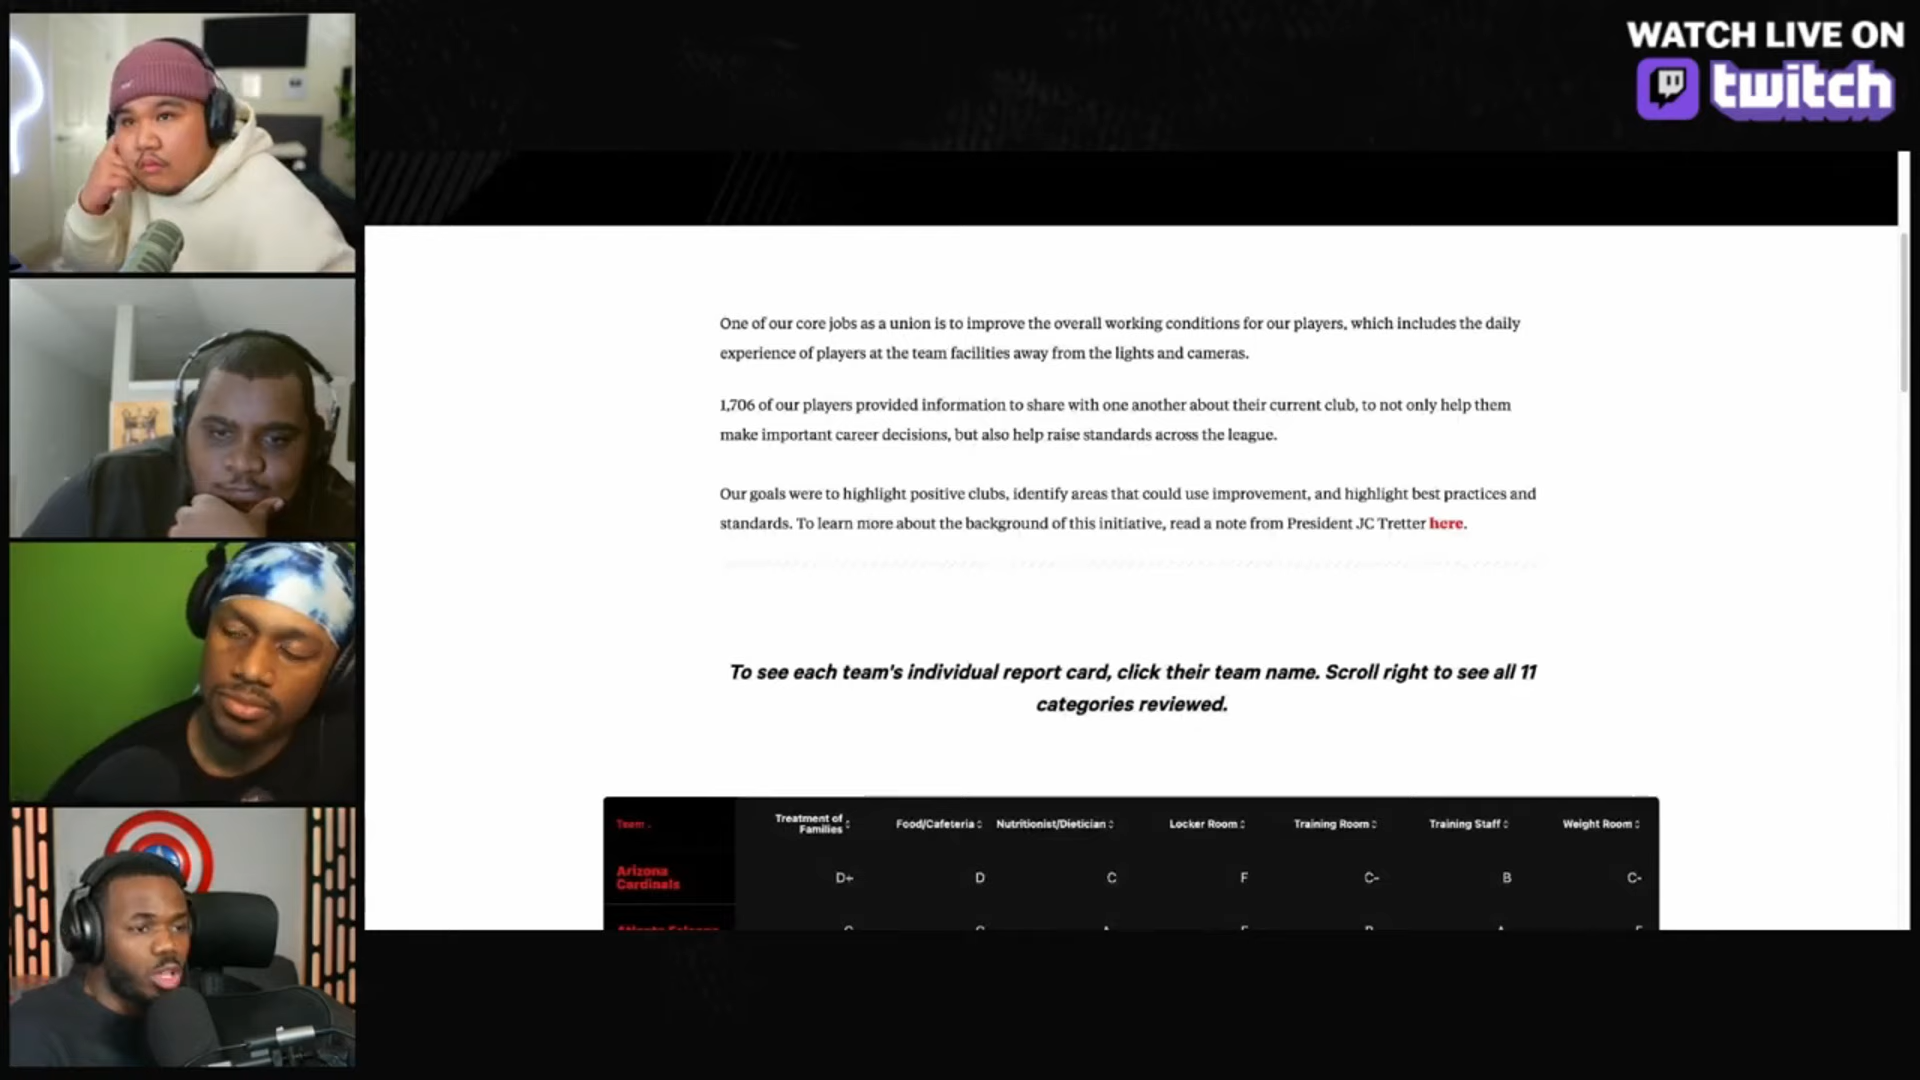 WATCH LIVE ON
twitch
One of our core jobs as a union is to improve the overall working conditions for our players, which includes the daily
experience of players at the team facilities away from the lights and cameras.
1,706 of our players provided information to share with one another about their current club, to not only help them
make important career decisions, but also help raise standards across the league.
Our goals were to highlight positive clubs, identify areas that could use improvement, and highlight best practices and
standards. To learn more about the background of this initiative, read a note from President JC Tretter here.
To see each team's individual report card, click their team name. Scroll right to see all 11
categories reviewed.
Team
Treatment of
Families
Food/Cafeteria
Nutritionist/Dietician
Locker Room
Training Room
Training Staff
Weight Room
Arizona
Cardinals
D+
D
C
F
C-
B
C-